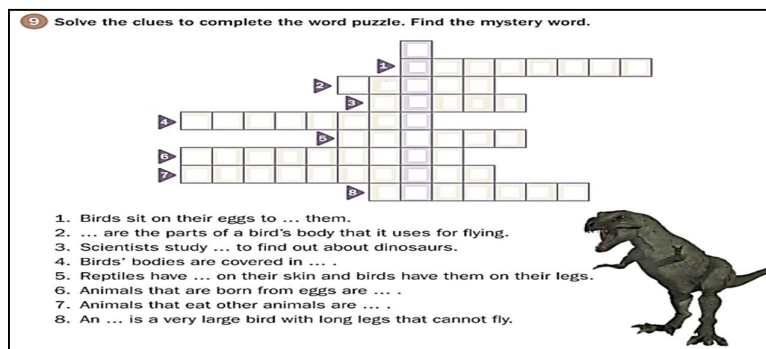 9 Solve the clues to complete the word puzzle. Find the mystery word.
1
2
3
4
5
6
7
8
1. Birds sit on their eggs to ... them.
2. ... are the parts of a bird's body that it uses for flying.
3. Scientists study ... to find out about dinosaurs.
4. Birds' bodies are covered in ... .
5. Reptiles have ... on their skin and birds have them on their legs.
6. Animals that are born from eggs are ... .
7. Animals that eat other animals are ... .
8. An ... is a very large bird with long legs that cannot fly.